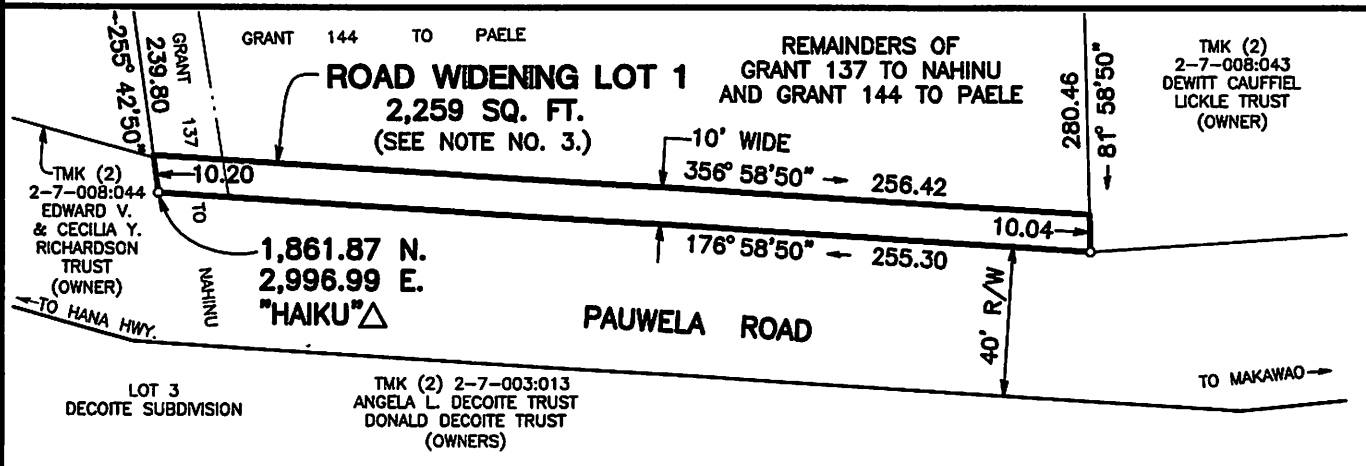 GRANT 144 TO PAELE
ROAD WIDENING LOT 1
2,259 SQ. FT.
(SEE NOTE NO. 3.)
REMAINDERS OF
GRANT 137 TO NAHINU
AND GRANT 144 TO PAELE
TMK (2)
2-7-008:043
DEWITT CAUFFIEL
LICKLE TRUST
(OWNER)
←255° 42'50"
239.80
GRANT 137
TO NAHINU
280.46
← 81° 58'50"
10' WIDE
356° 58'50" → 256.42
10.20
10.04
176° 58'50" ← 255.30
TMK (2)
2-7-008:044
EDWARD V.
& CECILIA Y.
RICHARDSON
TRUST
(OWNER)
1,861.87 N.
2,996.99 E.
"HAIKU"△
←TO HANA HWY.
PAUWELA ROAD
40' R/W
TO MAKAWAO→
LOT 3
DECOITE SUBDIVISION
TMK (2) 2-7-003:013
ANGELA L. DECOITE TRUST
DONALD DECOITE TRUST
(OWNERS)